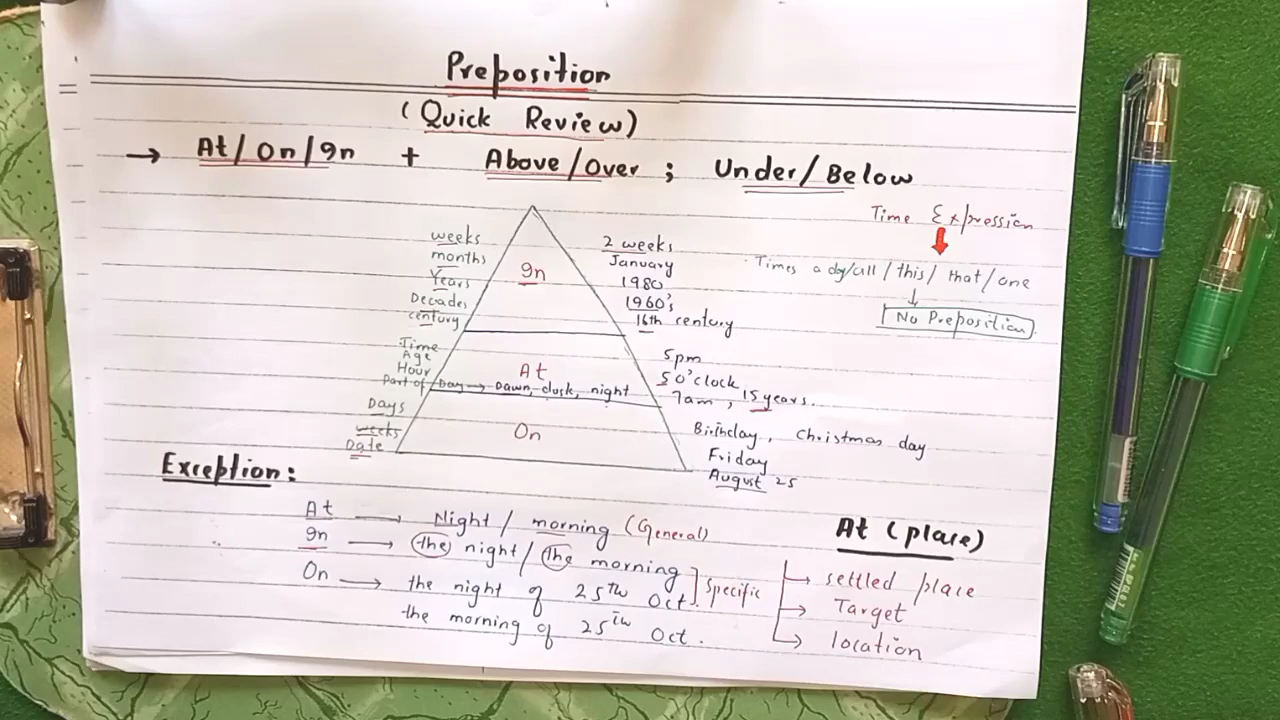 Preposition
(Quick Review)
→ At/On/In + Above/Over ; Under/Below
Time Expression
Times a day/all / this / that / one
No Preposition
weeks
months
Years
Decades
century
In
2 weeks
January
1980
1960's
16th century
Time
Age
Hour
Part of Day → Dawn, dusk, night
At
5pm
5 o'clock
7am, 15 years.
Days
weeks
Date
On
Birthday, Christmas day
Friday
August 25
Exception:
At → Night / morning (General)
In → the night / the morning
On → the night of 25th Oct.
the morning of 25th Oct.
Specific
At (place)
settled place
Target
location